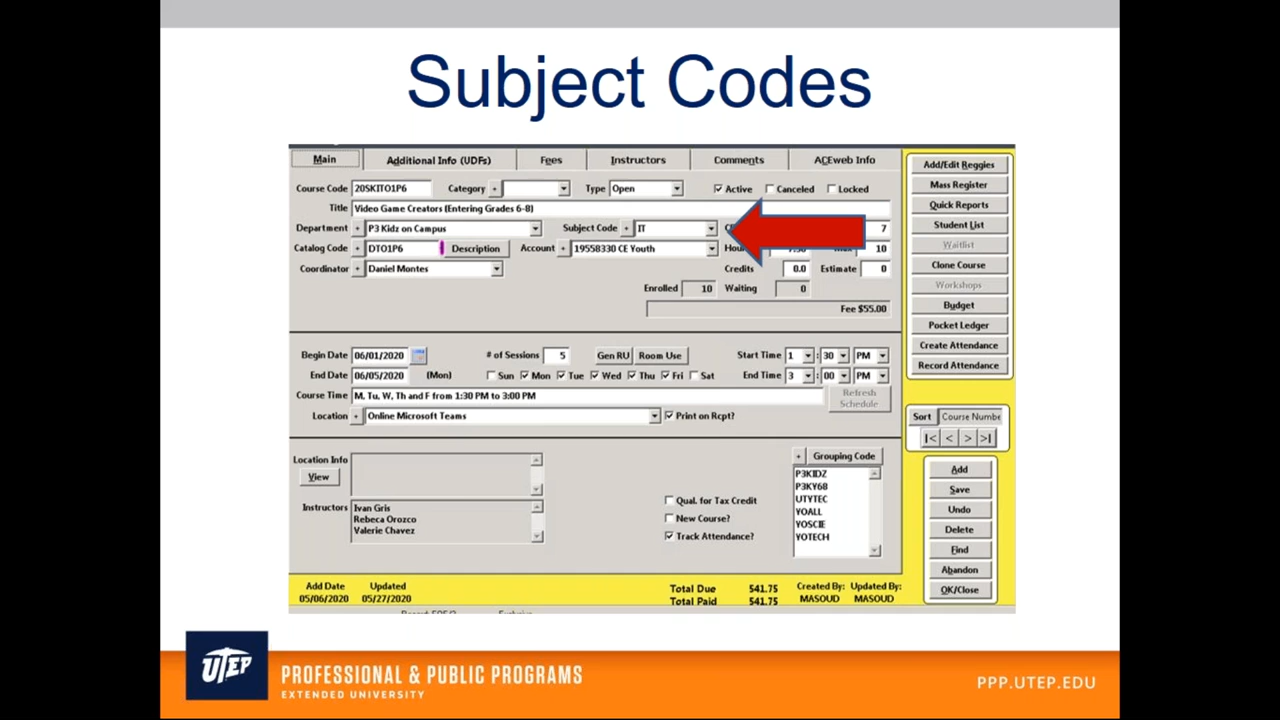 Subject Codes
Main Additional Info (UDFs) Fees Instructors Comments ACEweb Info
Course Code 20SKITO1P6 Category + Type Open Active Canceled Locked
Title Video Game Creators (Entering Grades 6-8)
Department + P3 Kidz on Campus Subject Code + IT 7
Catalog Code + DTO1P6 Description Account + 19558330 CE Youth 10
Coordinator + Daniel Montes Credits 0.0 Estimate 0
Enrolled 10 Waiting 0
Fee $55.00
Begin Date 06/01/2020 # of Sessions 5 Gen RU Room Use Start Time 1 : 30 PM
End Date 06/05/2020 (Mon) Sun Mon Tue Wed Thu Fri Sat End Time 3 : 00 PM
Course Time M, Tu, W, Th and F from 1:30 PM to 3:00 PM Refresh Schedule
Location + Online Microsoft Teams Print on Rcpt?
Location Info
View
Instructors Ivan Gris
Rebeca Orozco
Valerie Chavez
Qual. for Tax Credit
New Course?
Track Attendance?
+ Grouping Code
P3KIDZ
P3KY68
UTYTEC
YOALL
YOSCIE
YOTECH
Add Date Updated Total Due 541.75 Created By: Updated By:
05/06/2020 05/27/2020 Total Paid 541.75 MASOUD MASOUD
Add/Edit Reggies
Mass Register
Quick Reports
Student List
Waitlist
Clone Course
Workshops
Budget
Pocket Ledger
Create Attendance
Record Attendance
Sort Course Numbe
|< < > >|
Add
Save
Undo
Delete
Find
Abandon
OK/Close
UTEP
PROFESSIONAL & PUBLIC PROGRAMS
EXTENDED UNIVERSITY
PPP.UTEP.EDU